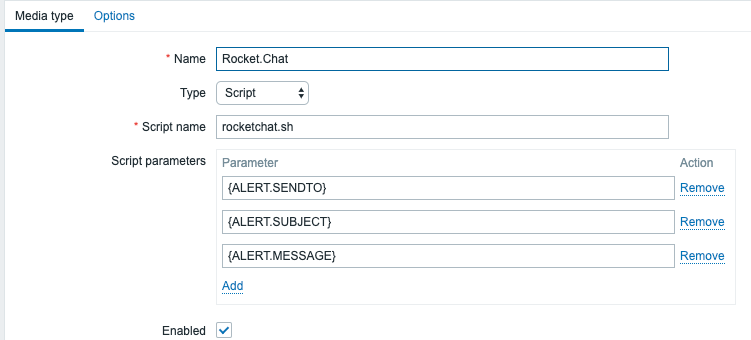 Media type Options
* Name Rocket.Chat
Type Script
* Script name rocketchat.sh
Script parameters Parameter Action
{ALERT.SENDTO} Remove
{ALERT.SUBJECT} Remove
{ALERT.MESSAGE} Remove
Add
Enabled